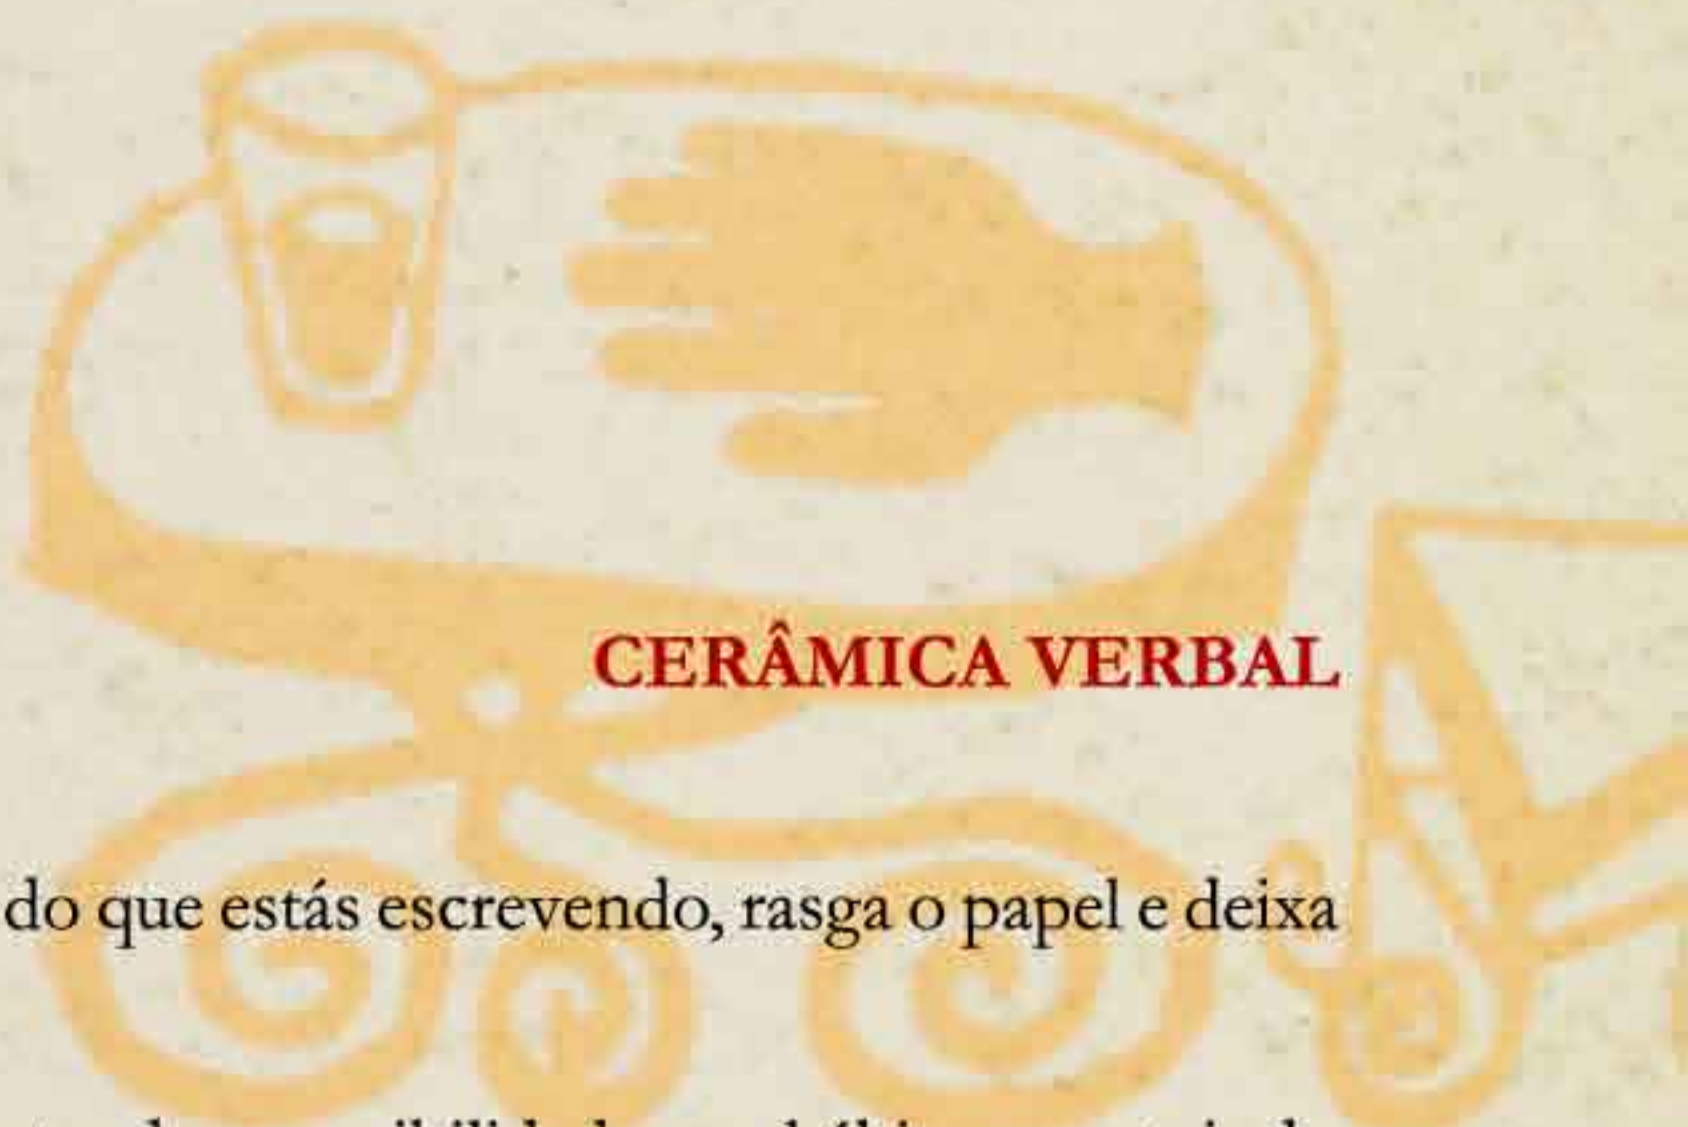 CERÂMICA VERBAL
do que estás escrevendo, rasga o papel e deixa